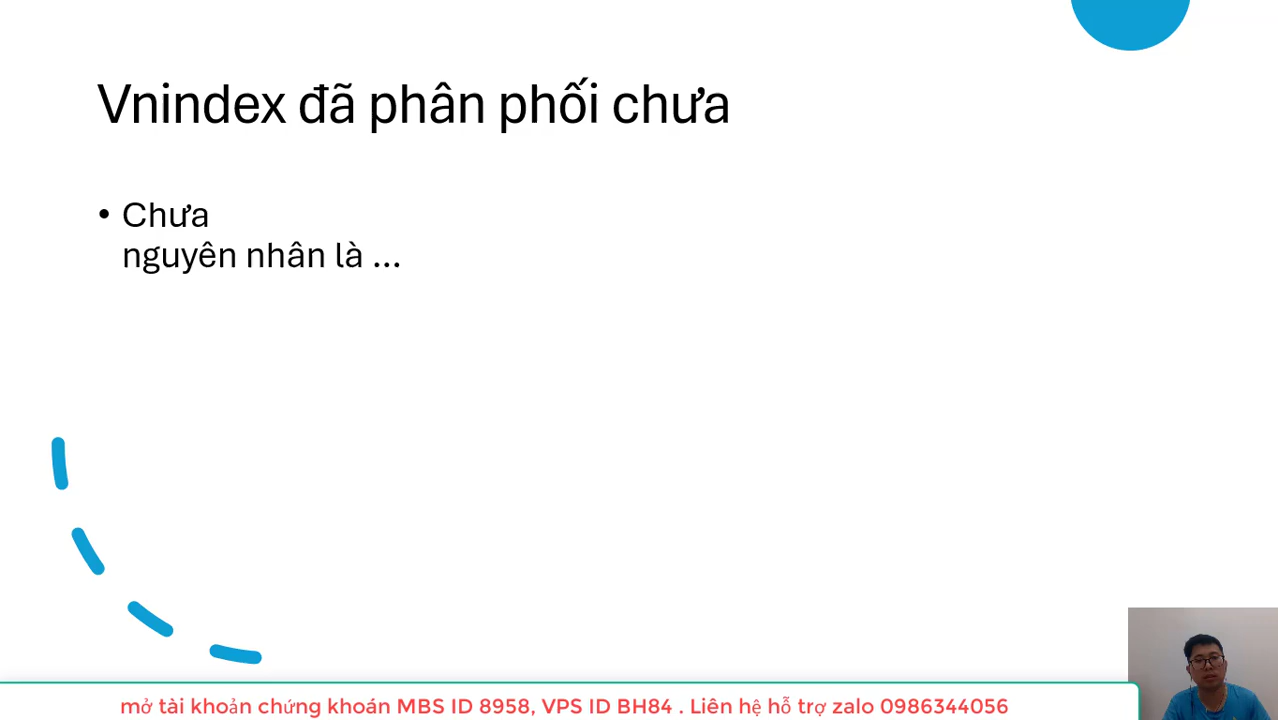 Vnindex đã phân phối chưa
• Chưa
nguyên nhân là ...
mở tài khoản chứng khoán MBS ID 8958, VPS ID BH84 . Liên hệ hỗ trợ zalo 0986344056